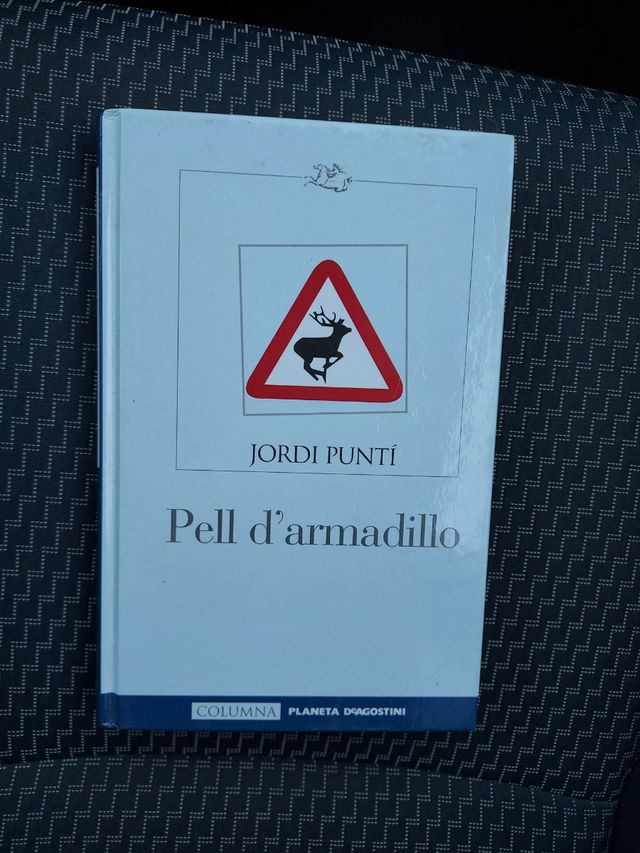 JORDI PUNTÍ
Pell d'armadillo
COLUMNA PLANETA DEAGOSTINI